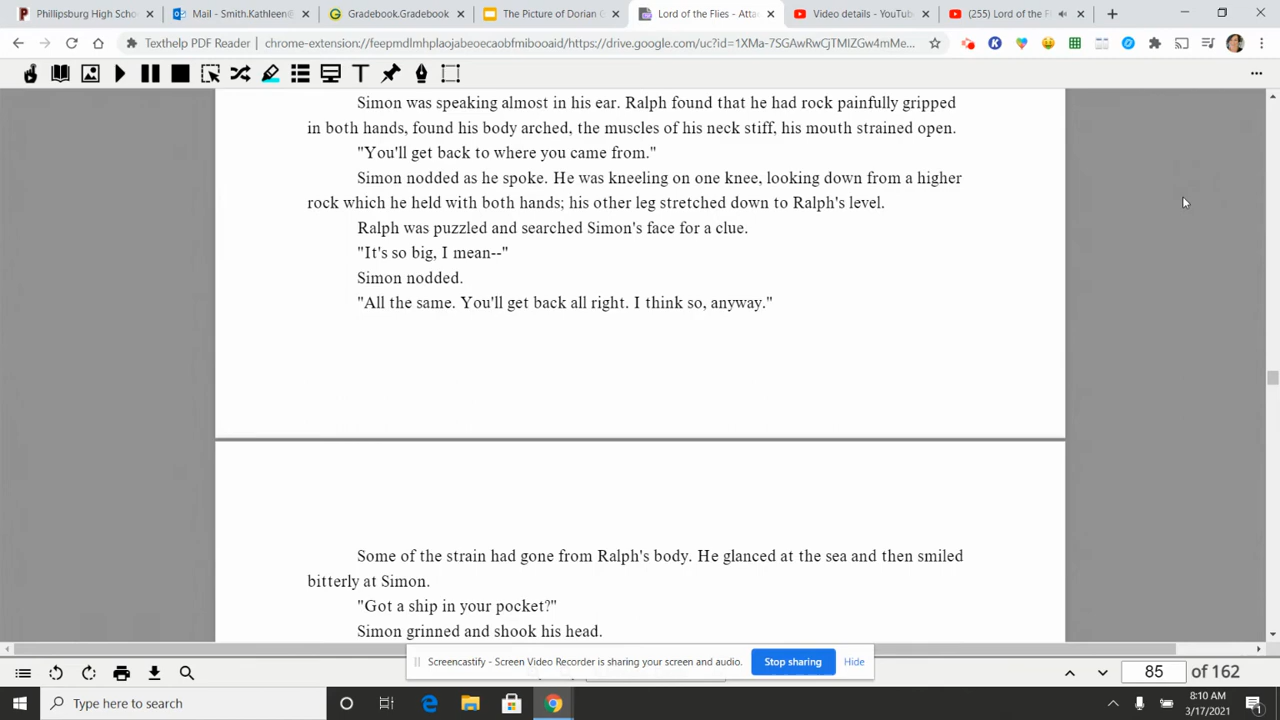 Phillipsburg High Scho
Mail - Smith.Kathleen@
Gradebook.Gradebook
The Picture of Dorian G
Lord of the Flies - Atta
Video details - YouTub
(255) Lord of the F
Texthelp PDF Reader | chrome-extension://feepmdlmhplaojabeoecaobfmibooaid/https://drive.google.com/uc?id=1XMa-7SGAwRwCjTMIZGw4mMe...
Simon was speaking almost in his ear. Ralph found that he had rock painfully gripped
in both hands, found his body arched, the muscles of his neck stiff, his mouth strained open.
"You'll get back to where you came from."
Simon nodded as he spoke. He was kneeling on one knee, looking down from a higher
rock which he held with both hands; his other leg stretched down to Ralph's level.
Ralph was puzzled and searched Simon's face for a clue.
"It's so big, I mean--"
Simon nodded.
"All the same. You'll get back all right. I think so, anyway."
Some of the strain had gone from Ralph's body. He glanced at the sea and then smiled
bitterly at Simon.
"Got a ship in your pocket?"
Simon grinned and shook his head.
Screencastify - Screen Video Recorder is sharing your screen and audio.
Stop sharing
Hide
85 of 162
Type here to search
8:10 AM
3/17/2021
1